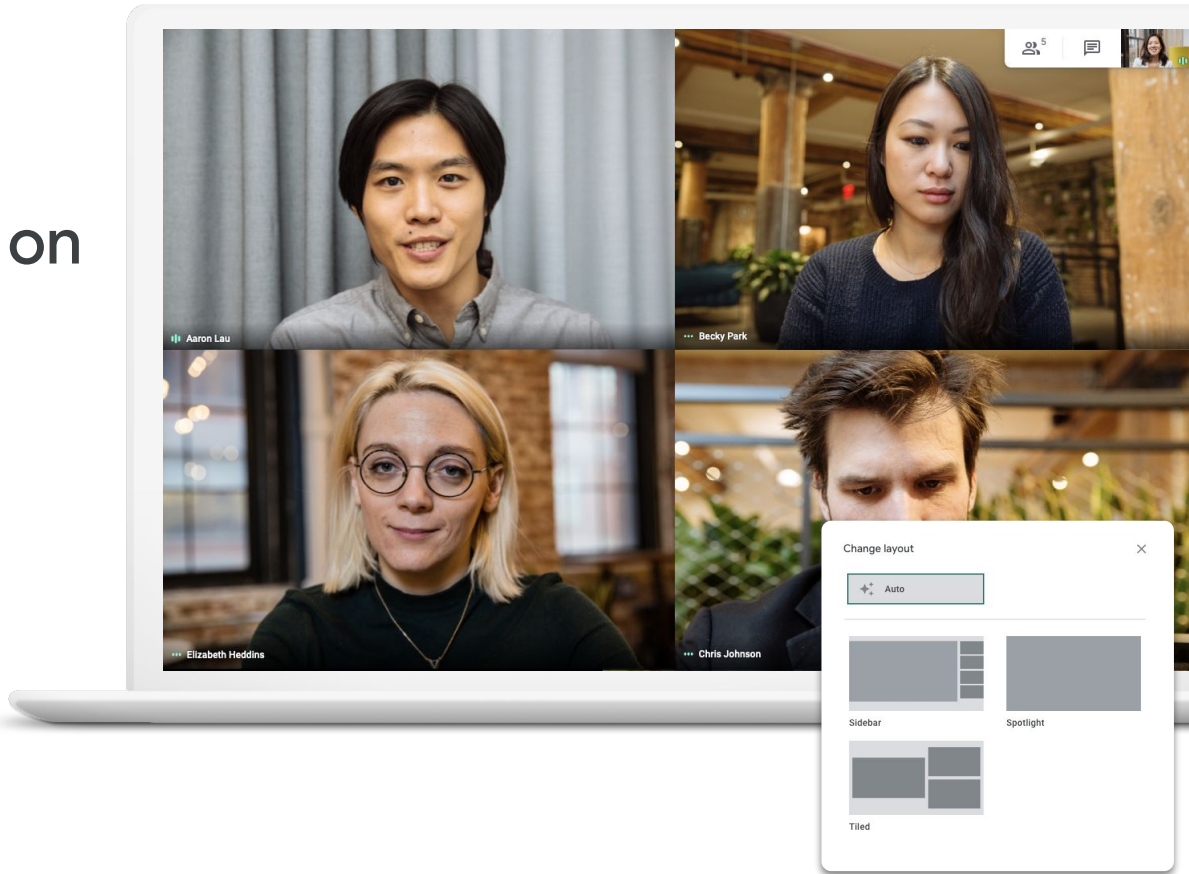 on
5
Aaron Lau
Becky Park
Elizabeth Heddins
Chris Johnson
Change layout
Auto
Sidebar
Spotlight
Tiled